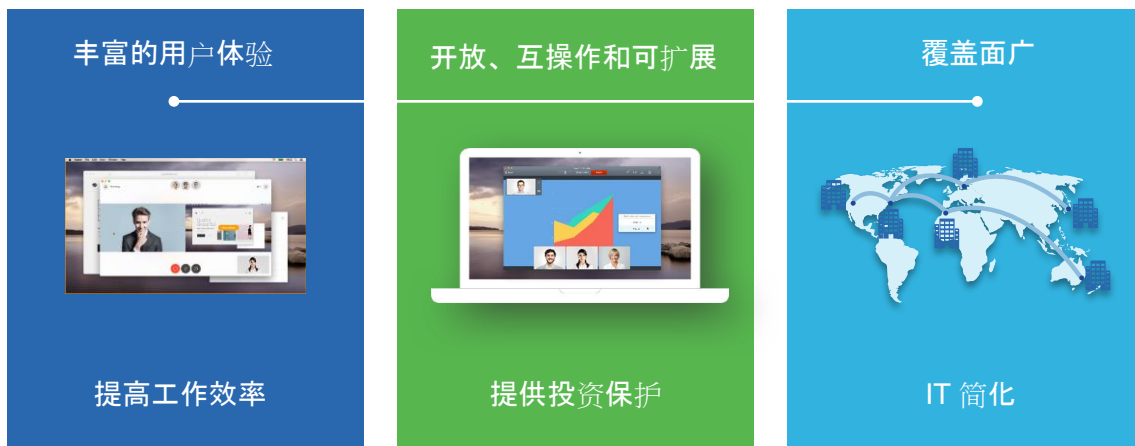 丰富的用户体验
提高工作效率
开放、互操作和可扩展
提供投资保护
覆盖面广
IT 简化